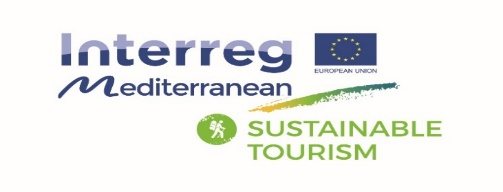 Interreg
EUROPEAN UNION
Mediterranean
SUSTAINABLE
TOURISM